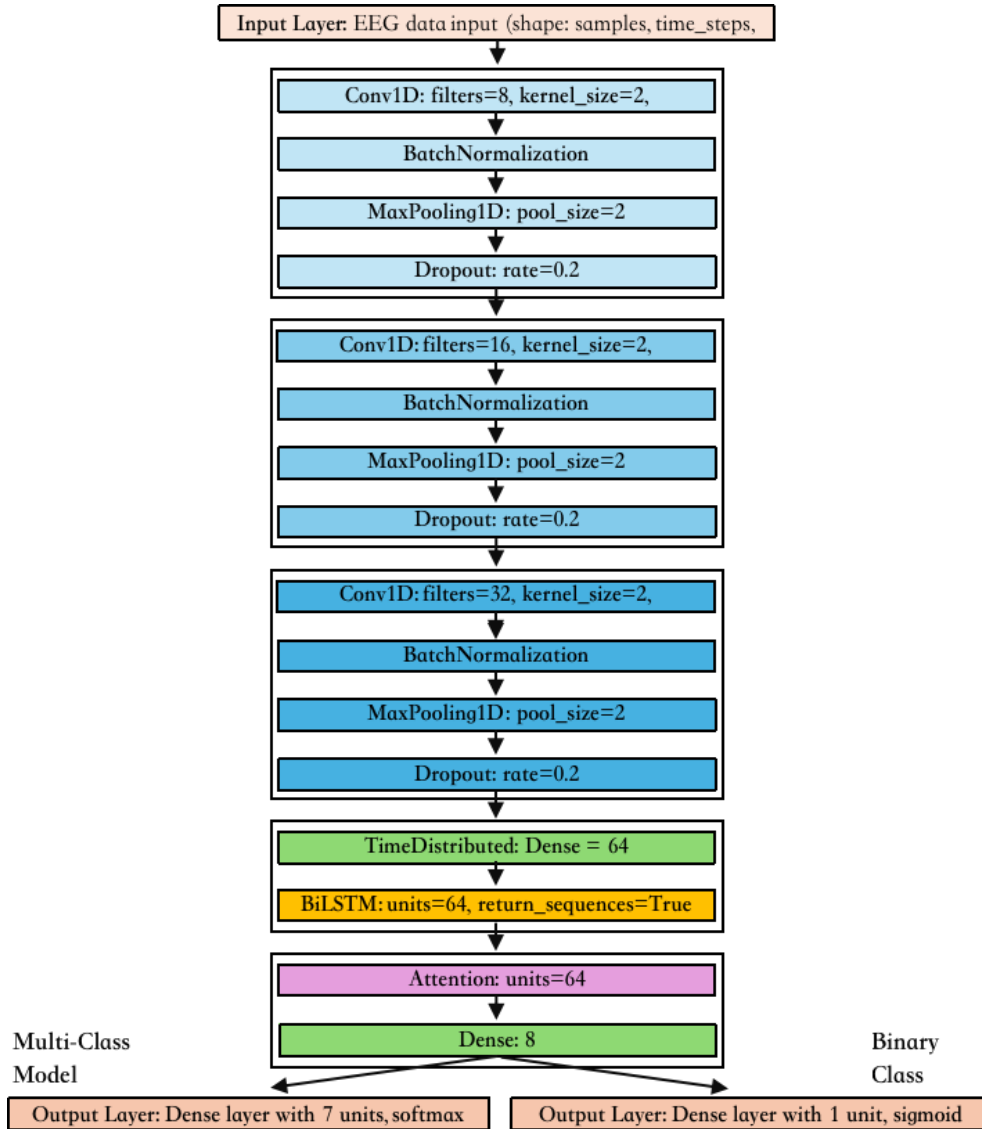 Input Layer: EEG data input (shape: samples, time_steps,
Conv1D: filters=8, kernel_size=2,
BatchNormalization
MaxPooling1D: pool_size=2
Dropout: rate=0.2
Conv1D: filters=16, kernel_size=2,
BatchNormalization
MaxPooling1D: pool_size=2
Dropout: rate=0.2
Conv1D: filters=32, kernel_size=2,
BatchNormalization
MaxPooling1D: pool_size=2
Dropout: rate=0.2
TimeDistributed: Dense = 64
BiLSTM: units=64, return_sequences=True
Attention: units=64
Dense: 8
Multi-Class
Model
Binary
Class
Output Layer: Dense layer with 7 units, softmax
Output Layer: Dense layer with 1 unit, sigmoid